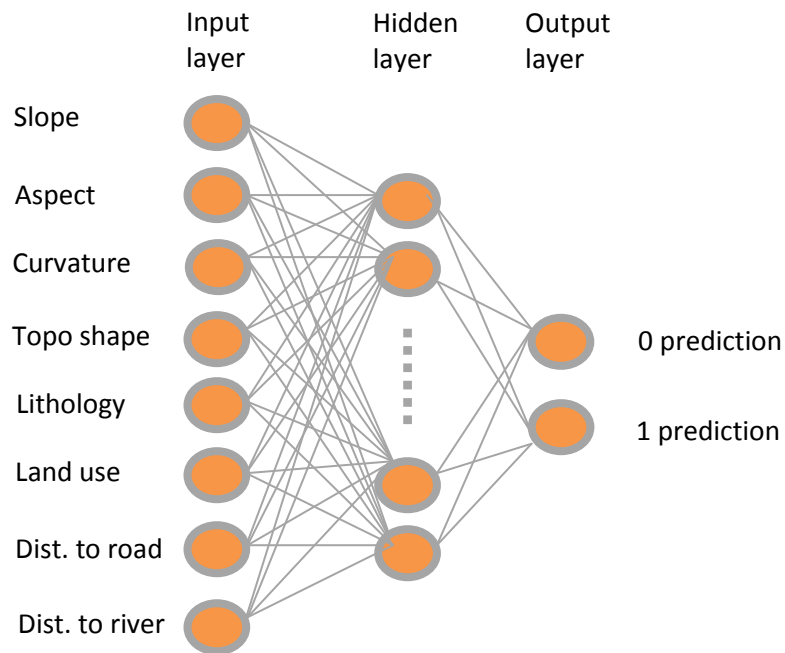 Input
layer
Hidden
layer
Output
layer
Slope
Aspect
Curvature
Topo shape
Lithology
Land use
Dist. to road
Dist. to river
0 prediction
1 prediction